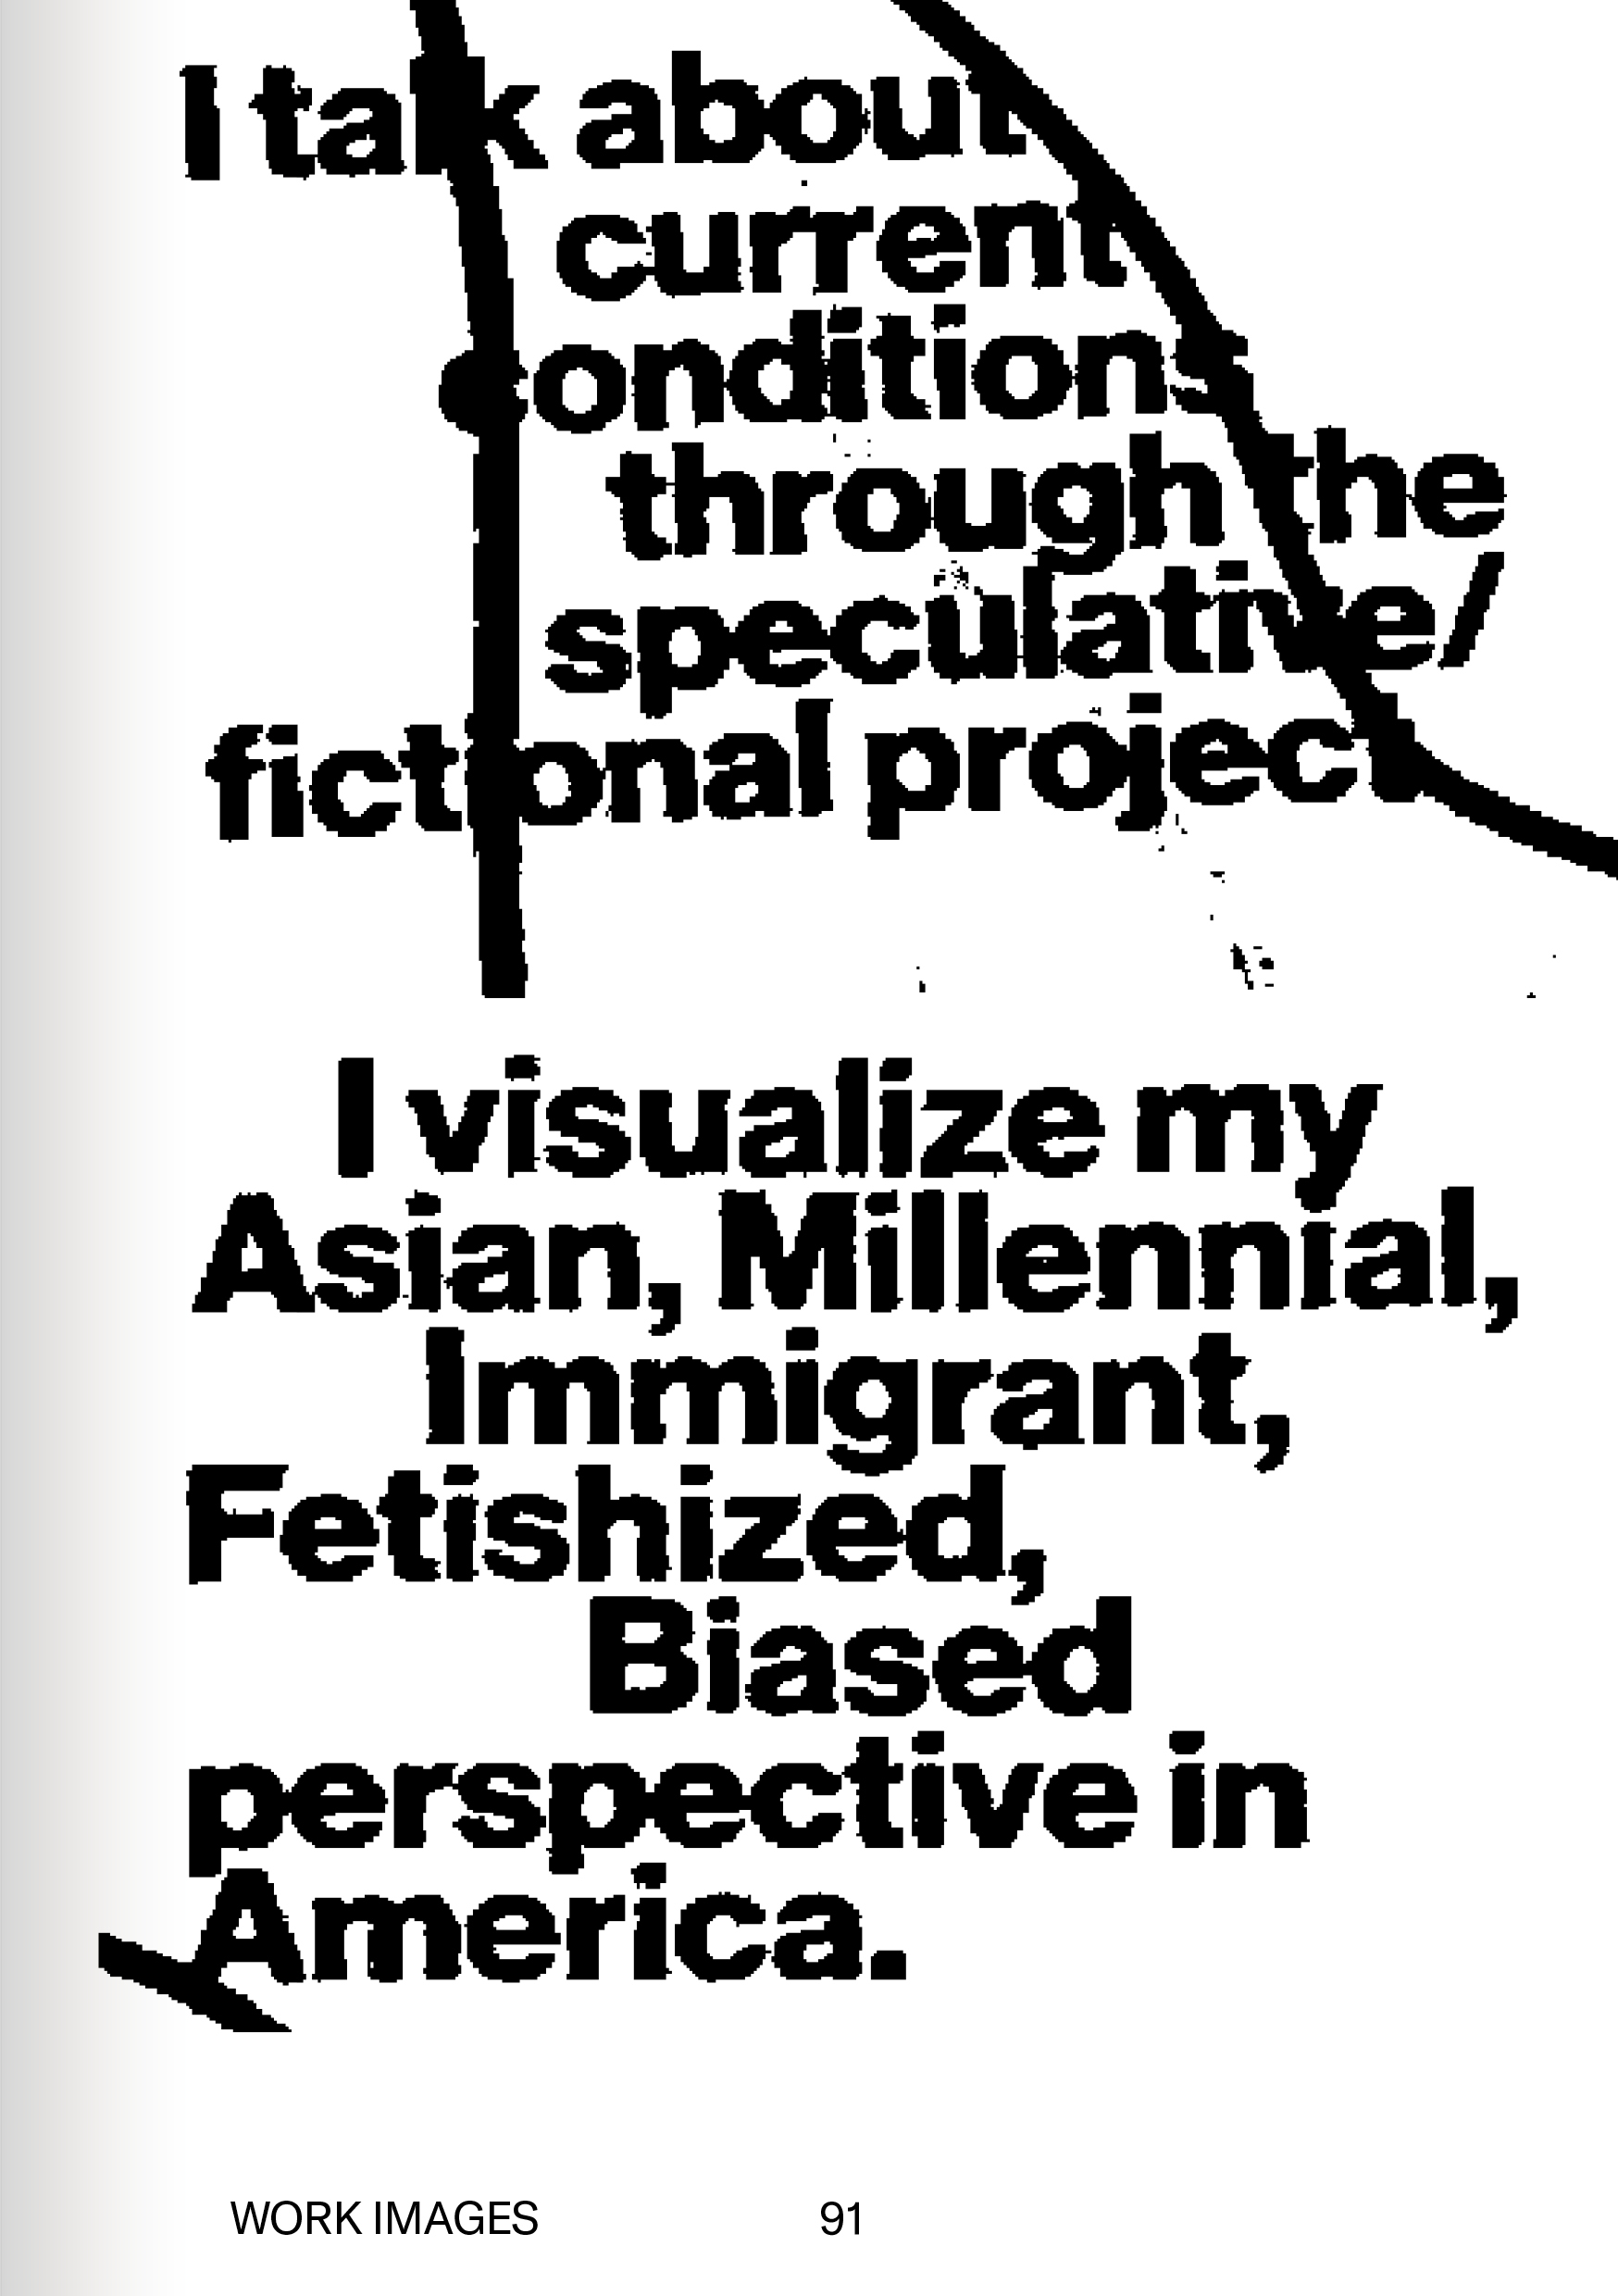 I talk about
current
conditions
through the
speculative/
fictional project
I visualize my
Asian, Millennial,
Immigrant,
Fetishized,
Biased
perspective in
America.
WORK IMAGES
91